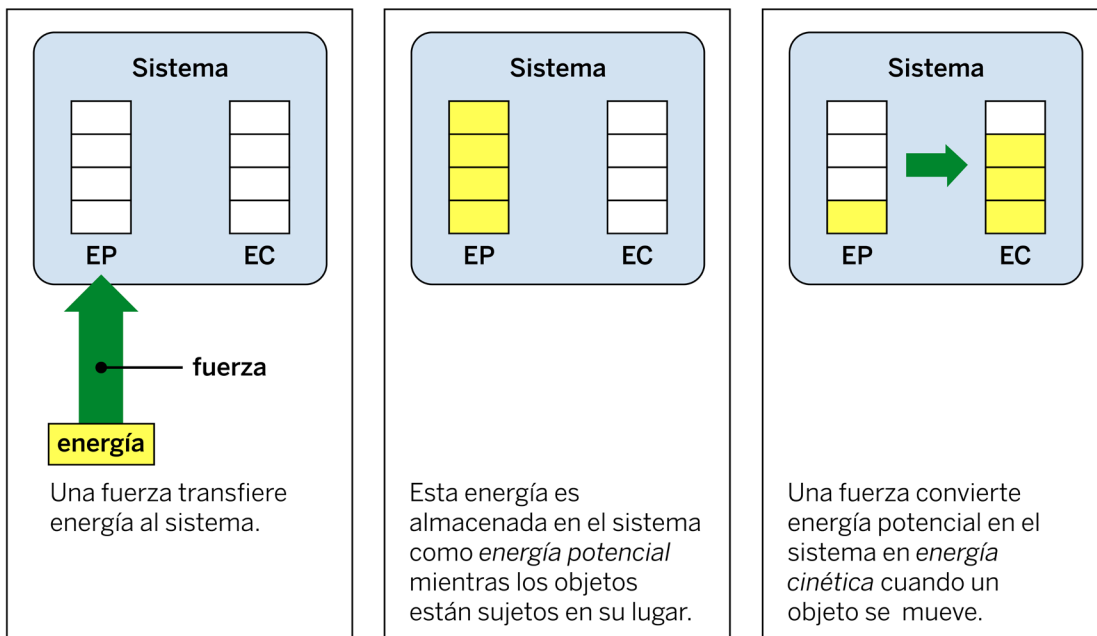 Sistema
EP
EC
fuerza
energía
Una fuerza transfiere
energía al sistema.
Sistema
EP
EC
Esta energía es
almacenada en el sistema
como energía potencial
mientras los objetos
están sujetos en su lugar.
Sistema
EP
EC
Una fuerza convierte
energía potencial en el
sistema en energía
cinética cuando un
objeto se mueve.